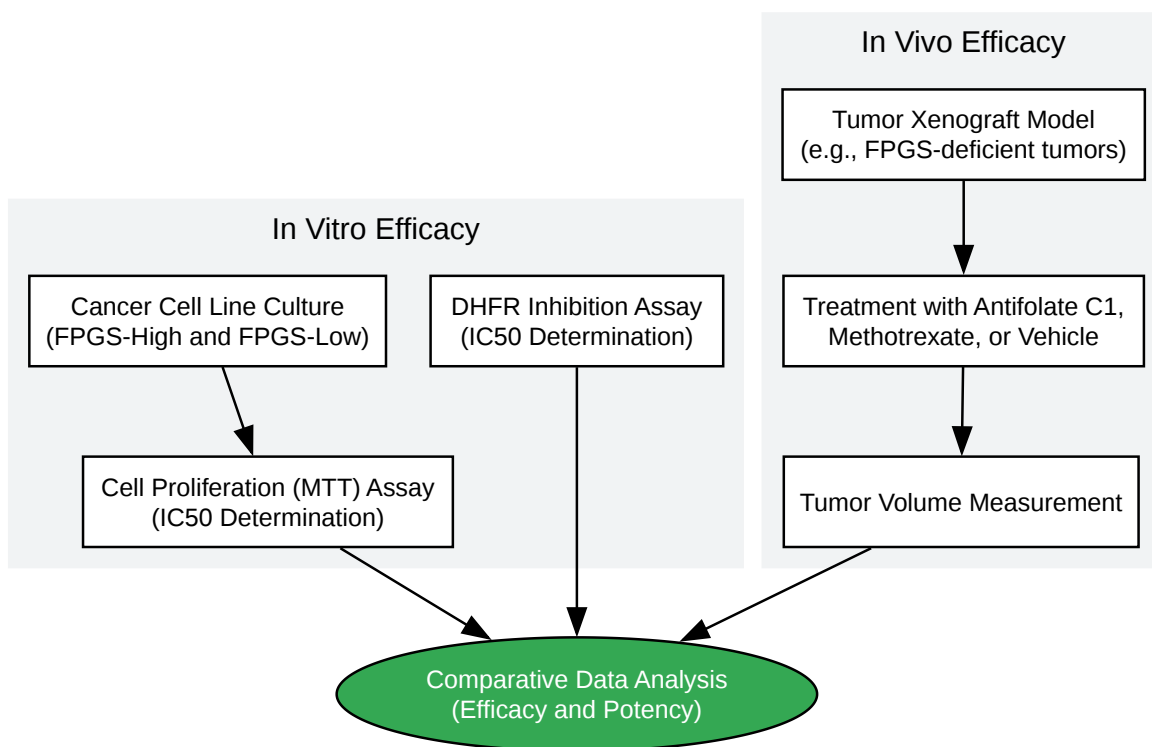 In Vivo Efficacy
Tumor Xenograft Model
(e.g., FPGS-deficient tumors)
In Vitro Efficacy
Cancer Cell Line Culture
(FPGS-High and FPGS-Low)
DHFR Inhibition Assay
(IC50 Determination)
Treatment with Antifolate C1,
Methotrexate, or Vehicle
Cell Proliferation (MTT) Assay
(IC50 Determination)
Tumor Volume Measurement
Comparative Data Analysis
(Efficacy and Potency)